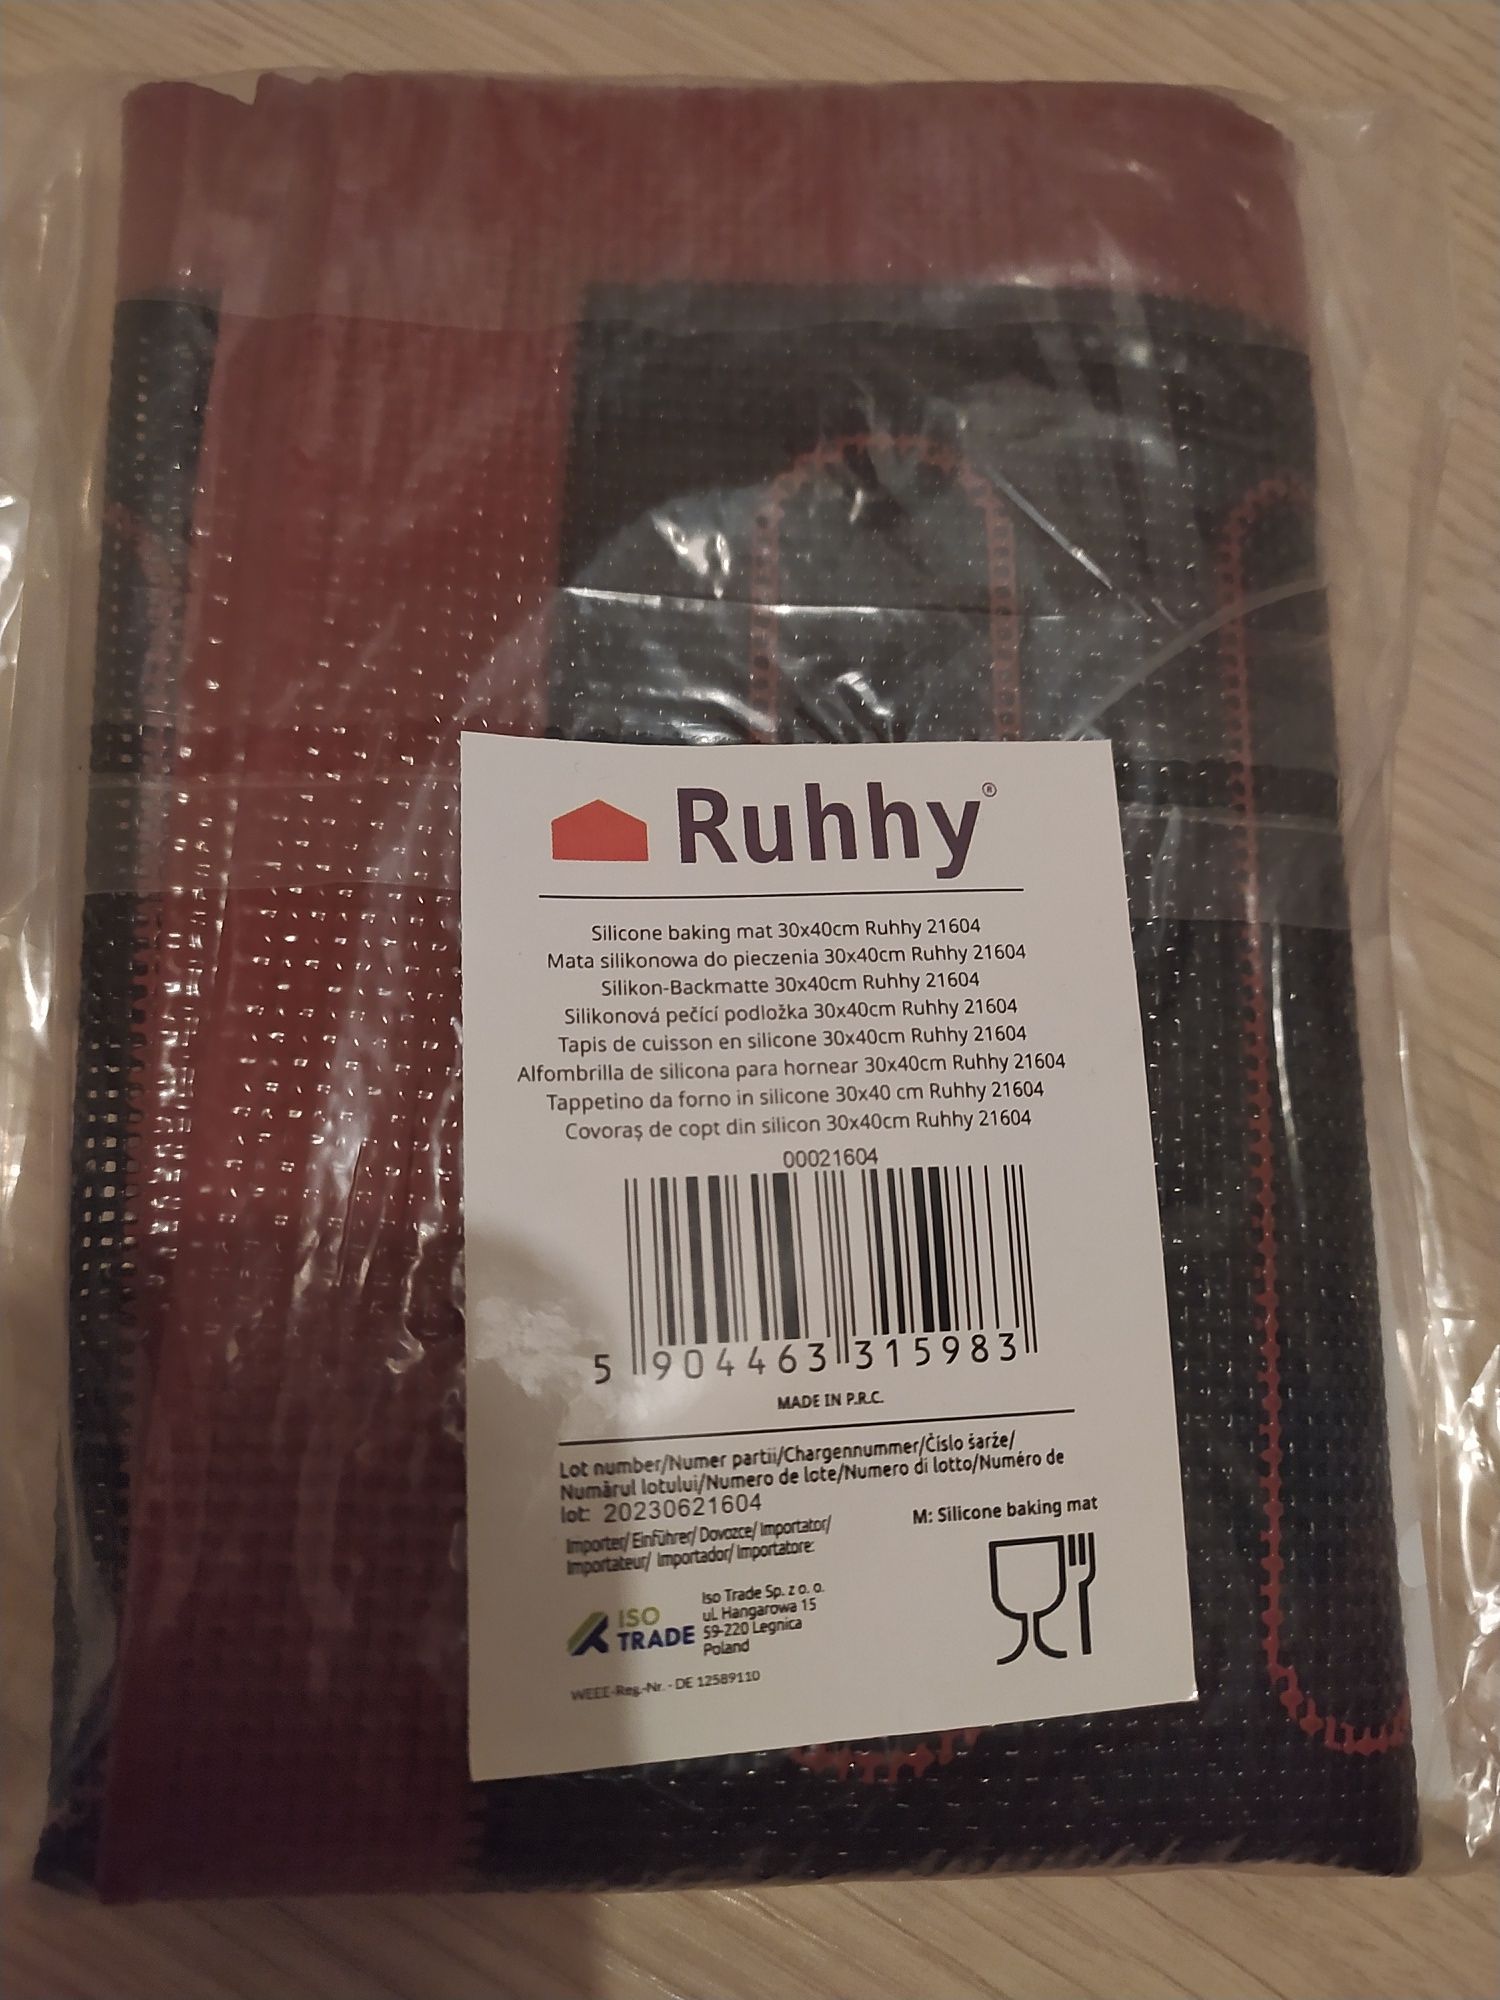 Ruhhy®
Silicone baking mat 30x40cm Ruhhy 21604
Mata silikonowa do pieczenia 30x40cm Ruhhy 21604
Silikon-Backmatte 30x40cm Ruhhy 21604
Silikonová pečící podložka 30x40cm Ruhhy 21604
Tapis de cuisson en silicone 30x40cm Ruhhy 21604
Alfombrilla de silicona para hornear 30x40cm Ruhhy 21604
Tappetino da forno in silicone 30x40 cm Ruhhy 21604
Covoraș de copt din silicon 30x40cm Ruhhy 21604
00021604
5 904463 315983
MADE IN P.R.C.
Lot number/Numer partii/Chargennummer/Číslo šarže/
Numărul lotului/Numero de lote/Numero di lotto/Numéro de
lot: 20230621604
M: Silicone baking mat
Importer/ Einführer/ Dovozce/ Importator/
Importateur/ Importador/ Importatore:
ISO
TRADE
Iso Trade Sp. z o. o.
ul. Hangarowa 15
59-220 Legnica
Poland
WEEE-Reg.-Nr. - DE 12589110